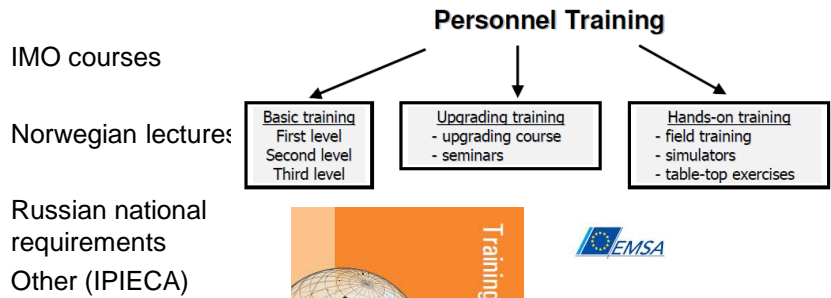 Personnel Training
IMO courses
Norwegian lectures
Basic training
First level
Second level
Third level
Upgrading training
- upgrading course
- seminars
Hands-on training
- field training
- simulators
- table-top exercises
Russian national
requirements
Other (IPIECA)
Training
EMSA